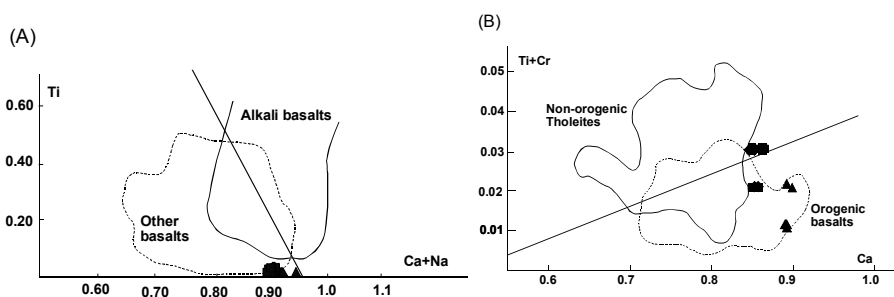 (A)
Ti
0.60
0.40
0.20
Alkali basalts
Other
basalts
Ca+Na
0.60 0.70 0.80 0.90 1.0 1.1
(B)
Ti+Cr
0.05
0.04
0.03
0.02
0.01
Non-orogenic
Tholeites
Orogenic
basalts
Ca
0.6 0.7 0.8 0.9 1.0